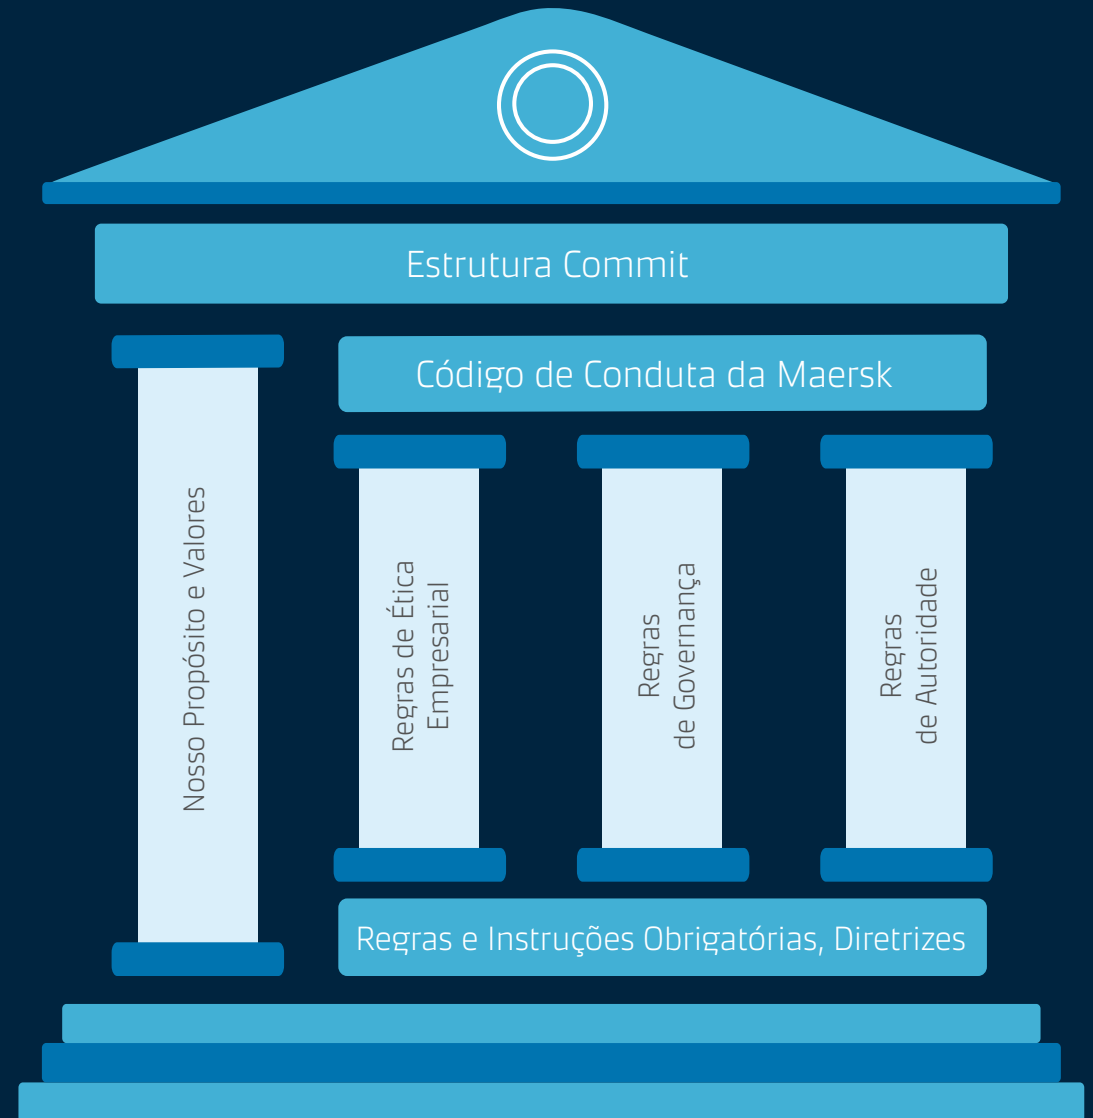 Estrutura Commit
Código de Conduta da Maersk
Nosso Propósito e Valores
Regras de Ética
Empresarial
Regras
de Governança
Regras
de Autoridade
Regras e Instruções Obrigatórias, Diretrizes